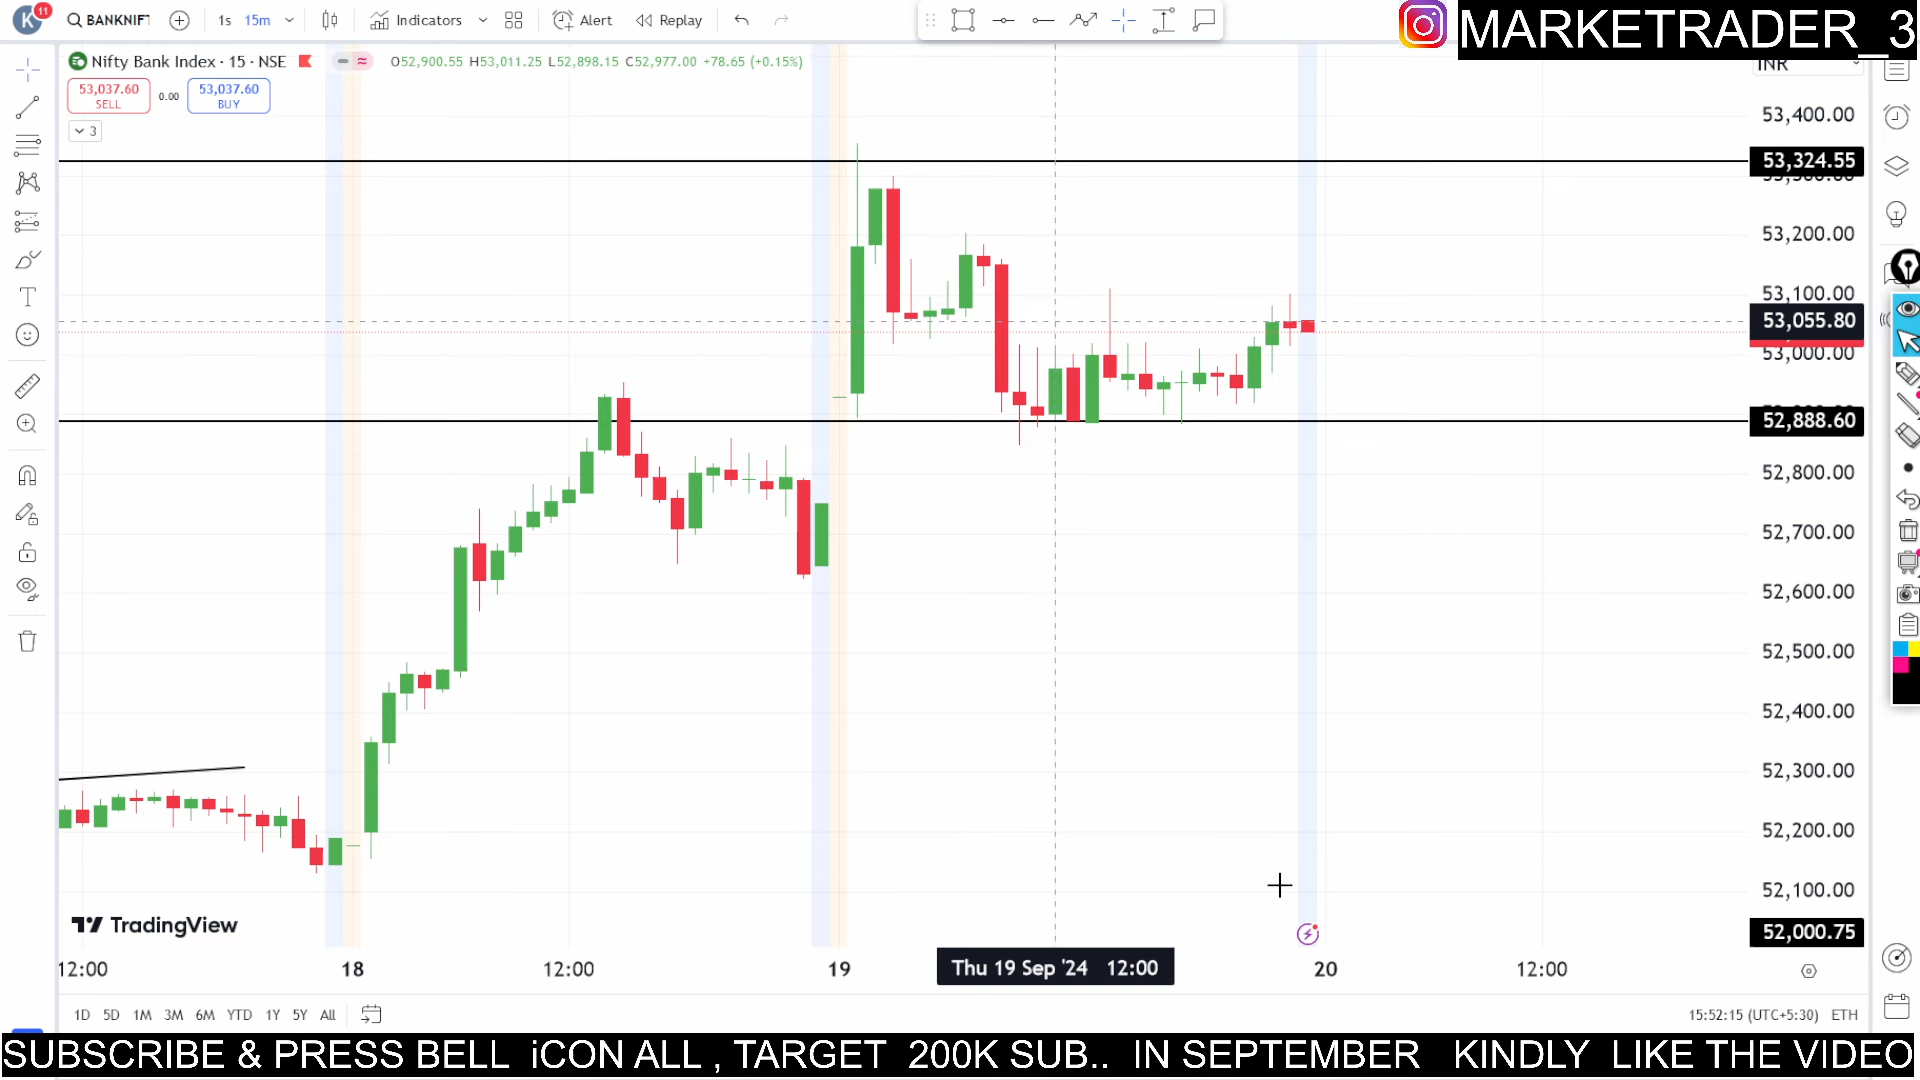 K 11 BANKNIFT 1s 15m Indicators Alert Replay
MARKETRADER_3
Nifty Bank Index · 15 · NSE O52,900.55 H53,011.25 L52,898.15 C52,977.00 +78.65 (+0.15%)
INR
53,037.60 SELL 0.00 53,037.60 BUY
3
53,400.00
53,324.55
53,200.00
53,100.00
53,055.80
53,000.00
52,888.60
52,800.00
52,700.00
52,600.00
52,500.00
52,400.00
52,300.00
52,200.00
52,100.00
52,000.75
TradingView
12:00 18 12:00 19 Thu 19 Sep '24 12:00 20 12:00
1D 5D 1M 3M 6M YTD 1Y 5Y All 15:52:15 (UTC+5:30) ETH
SUBSCRIBE & PRESS BELL iCON ALL , TARGET 200K SUB.. IN SEPTEMBER KINDLY LIKE THE VIDEO